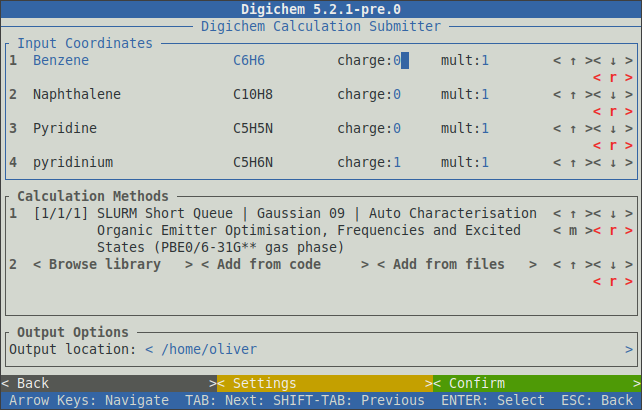 Digichem 5.2.1-pre.0
Digichem Calculation Submitter
Input Coordinates
1 Benzene C6H6 charge:0 mult:1 < ↑ >< ↓ >
< r >
2 Naphthalene C10H8 charge:0 mult:1 < ↑ >< ↓ >
< r >
3 Pyridine C5H5N charge:0 mult:1 < ↑ >< ↓ >
< r >
4 pyridinium C5H6N charge:1 mult:1 < ↑ >< ↓ >
Calculation Methods
1 [1/1/1] SLURM Short Queue | Gaussian 09 | Auto Characterisation < ↑ >< ↓ >
Organic Emitter Optimisation, Frequencies and Excited < m >< r >
States (PBE0/6-31G** gas phase)
2 < Browse library > < Add from code > < Add from files > < ↑ >< ↓ >
< r >
Output Options
Output location: < /home/oliver >
< Back >< Settings >< Confirm >
Arrow Keys: Navigate TAB: Next: SHIFT-TAB: Previous ENTER: Select ESC: Back